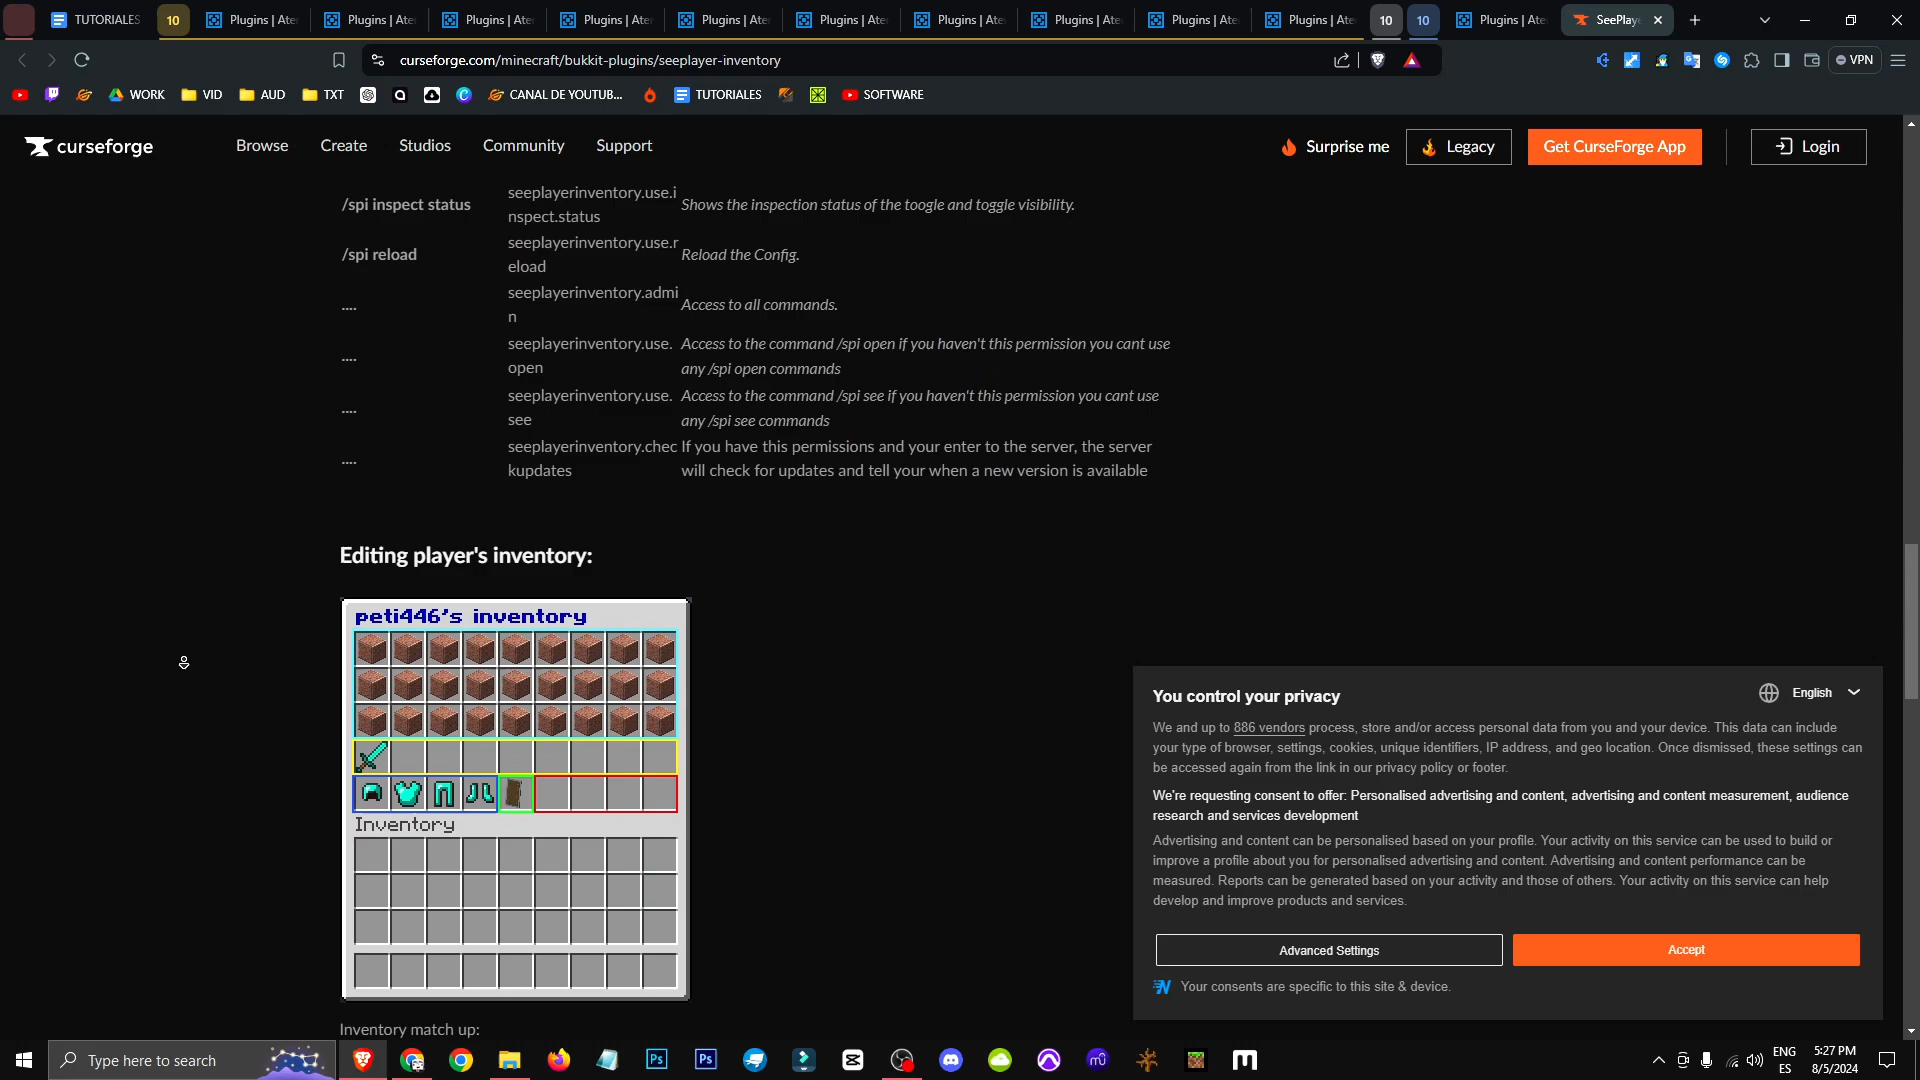 TUTORIALES
10
Plugins | Ater
Plugins | Ater
Plugins | Ater
Plugins | Ater
Plugins | Ater
Plugins | Ater
Plugins | Ater
Plugins | Ater
Plugins | Ater
Plugins | Ate
10
10
Plugins | Ate
SeePlaye
curseforge.com/minecraft/bukkit-plugins/seeplayer-inventory
VPN
WORK
VID
AUD
TXT
CANAL DE YOUTUB...
TUTORIALES
SOFTWARE
curseforge
Browse
Create
Studios
Community
Support
Surprise me
Legacy
Get CurseForge App
Login
/spi inspect status
seeplayerinventory.use.i
nspect.status
Shows the inspection status of the toogle and toggle visibility.
/spi reload
seeplayerinventory.use.r
eload
Reload the Config.
....
seeplayerinventory.admi
n
Access to all commands.
....
seeplayerinventory.use.
open
Access to the command /spi open if you haven't this permission you cant use
any /spi open commands
....
seeplayerinventory.use.
see
Access to the command /spi see if you haven't this permission you cant use
any /spi see commands
....
seeplayerinventory.chec
kupdates
If you have this permissions and your enter to the server, the server
will check for updates and tell your when a new version is available
Editing player's inventory:
peti446's inventory
Inventory
Inventory match up:
You control your privacy
English
We and up to 886 vendors process, store and/or access personal data from you and your device. This data can include
your type of browser, settings, cookies, unique identifiers, IP address, and geo location. Once dismissed, these settings can
be accessed again from the link in our privacy policy or footer.
We're requesting consent to offer: Personalised advertising and content, advertising and content measurement, audience
research and services development
Advertising and content can be personalised based on your profile. Your activity on this service can be used to build or
improve a profile about you for personalised advertising and content. Advertising and content performance can be
measured. Reports can be generated based on your activity and those of others. Your activity on this service can help
develop and improve products and services.
Advanced Settings
Accept
Your consents are specific to this site & device.
Type here to search
Ps
Ps
ENG
ES
5:27 PM
8/5/2024